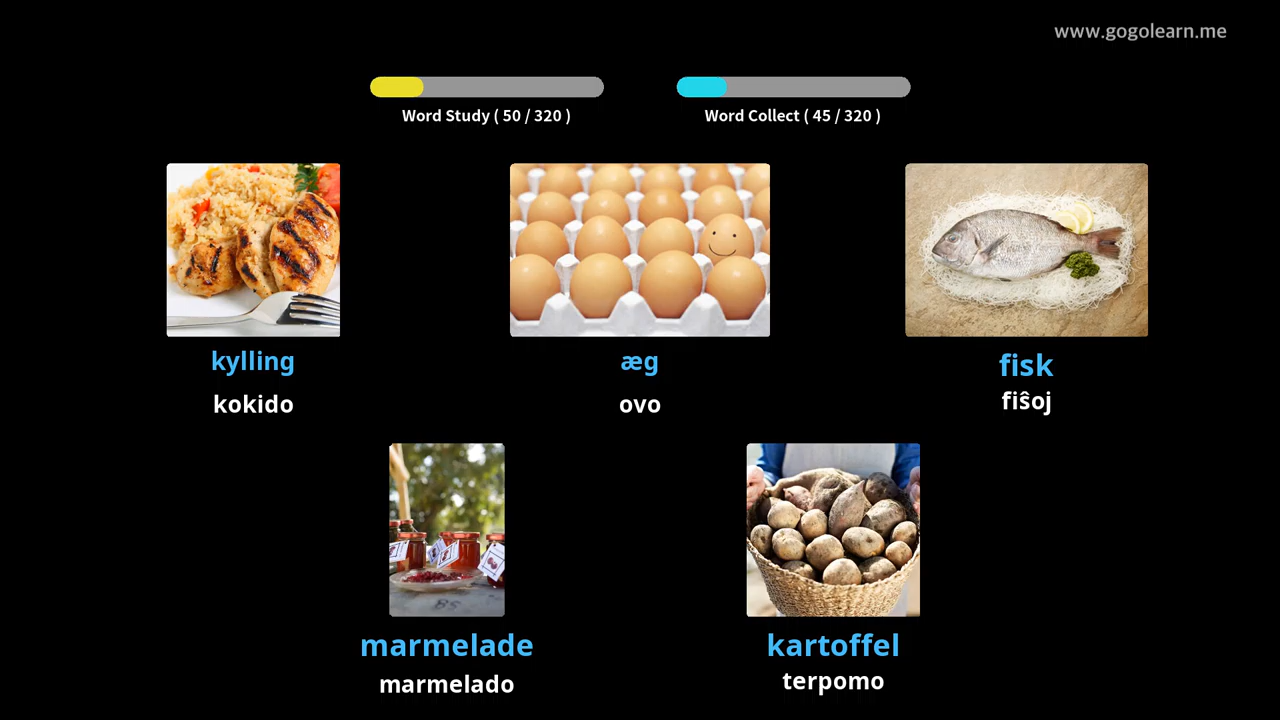 www.gogolearn.me
Word Study ( 50 / 320 )
Word Collect ( 45 / 320 )
kylling
kokido
æg
ovo
fisk
fiŝoj
marmelade
marmelado
kartoffel
terpomo